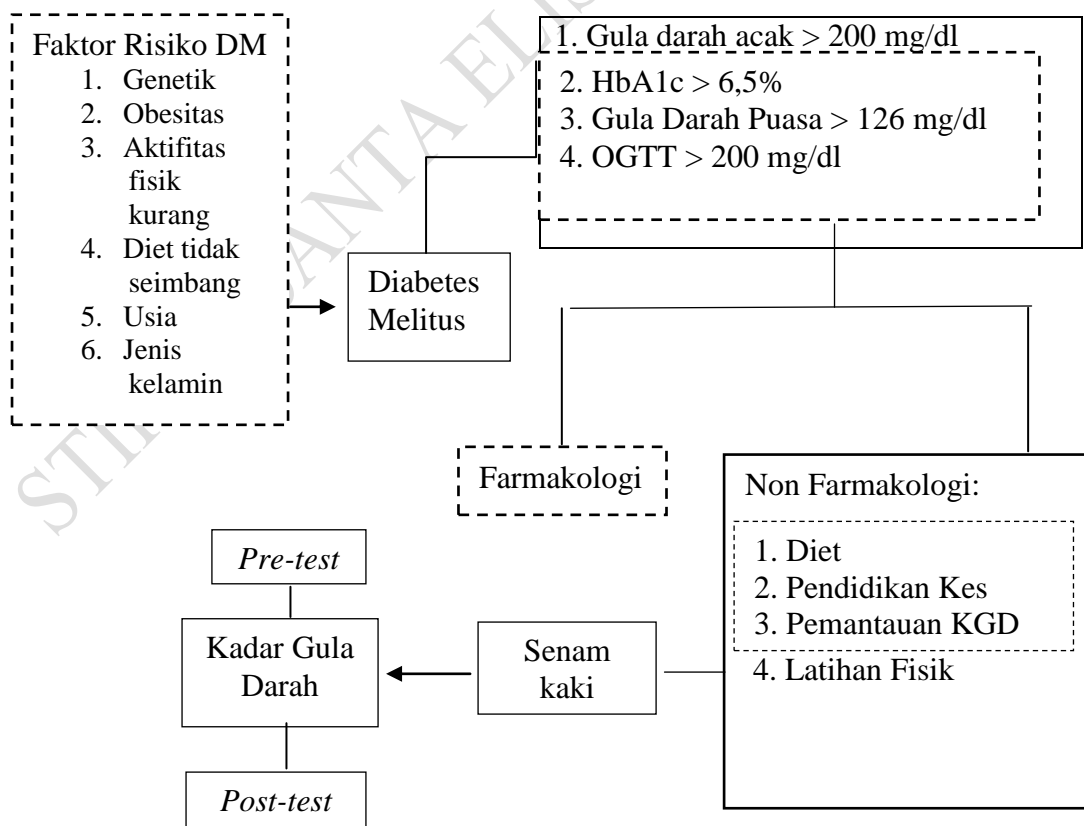 Faktor Risiko DM
1. Genetik
2. Obesitas
3. Aktifitas
fisik
kurang
4. Diet tidak
seimbang
5. Usia
6. Jenis
kelamin
Diabetes
Melitus
1. Gula darah acak > 200 mg/dl
2. HbA1c > 6,5%
3. Gula Darah Puasa > 126 mg/dl
4. OGTT > 200 mg/dl
Farmakologi
Non Farmakologi:
1. Diet
2. Pendidikan Kes
3. Pemantauan KGD
4. Latihan Fisik
Senam
kaki
Pre-test
Kadar Gula
Darah
Post-test